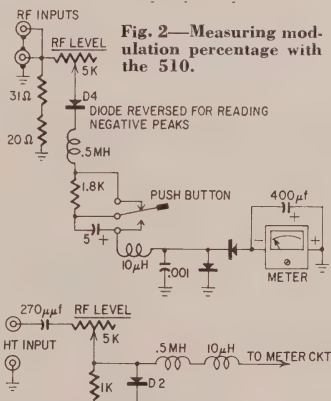 RF INPUTS
Fig. 2—Measuring mod-
ulation percentage with
the 510.
RF LEVEL
5K
31Ω
D4
DIODE REVERSED FOR READING
NEGATIVE PEAKS
20Ω
.5MH
1.8K
PUSH BUTTON
400μf
5 +
10μH
.001
- +
METER
270μμf
RF LEVEL
5K
HT INPUT
.5MH
10μH
TO METER CKT
1K
D2